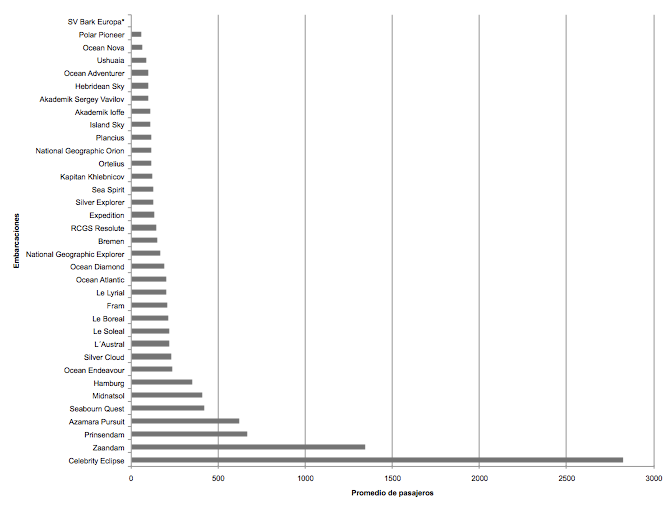 SV Bark Europa*
Polar Pioneer
Ocean Nova
Ushuaia
Ocean Adventurer
Hebridean Sky
Akademik Sergey Vavilov
Akademik Ioffe
Island Sky
Plancius
National Geographic Orion
Ortelius
Kapitan Khlebnicov
Sea Spirit
Silver Explorer
Expedition
RCGS Resolute
Bremen
National Geographic Explorer
Ocean Diamond
Ocean Atlantic
Le Lyrial
Fram
Le Boreal
Le Soleal
L´Austral
Silver Cloud
Ocean Endeavour
Hamburg
Midnatsol
Seabourn Quest
Azamara Pursuit
Prinsendam
Zaandam
Celebrity Eclipse
Embarcaciones
0 500 1000 1500 2000 2500 3000
Promedio de pasajeros